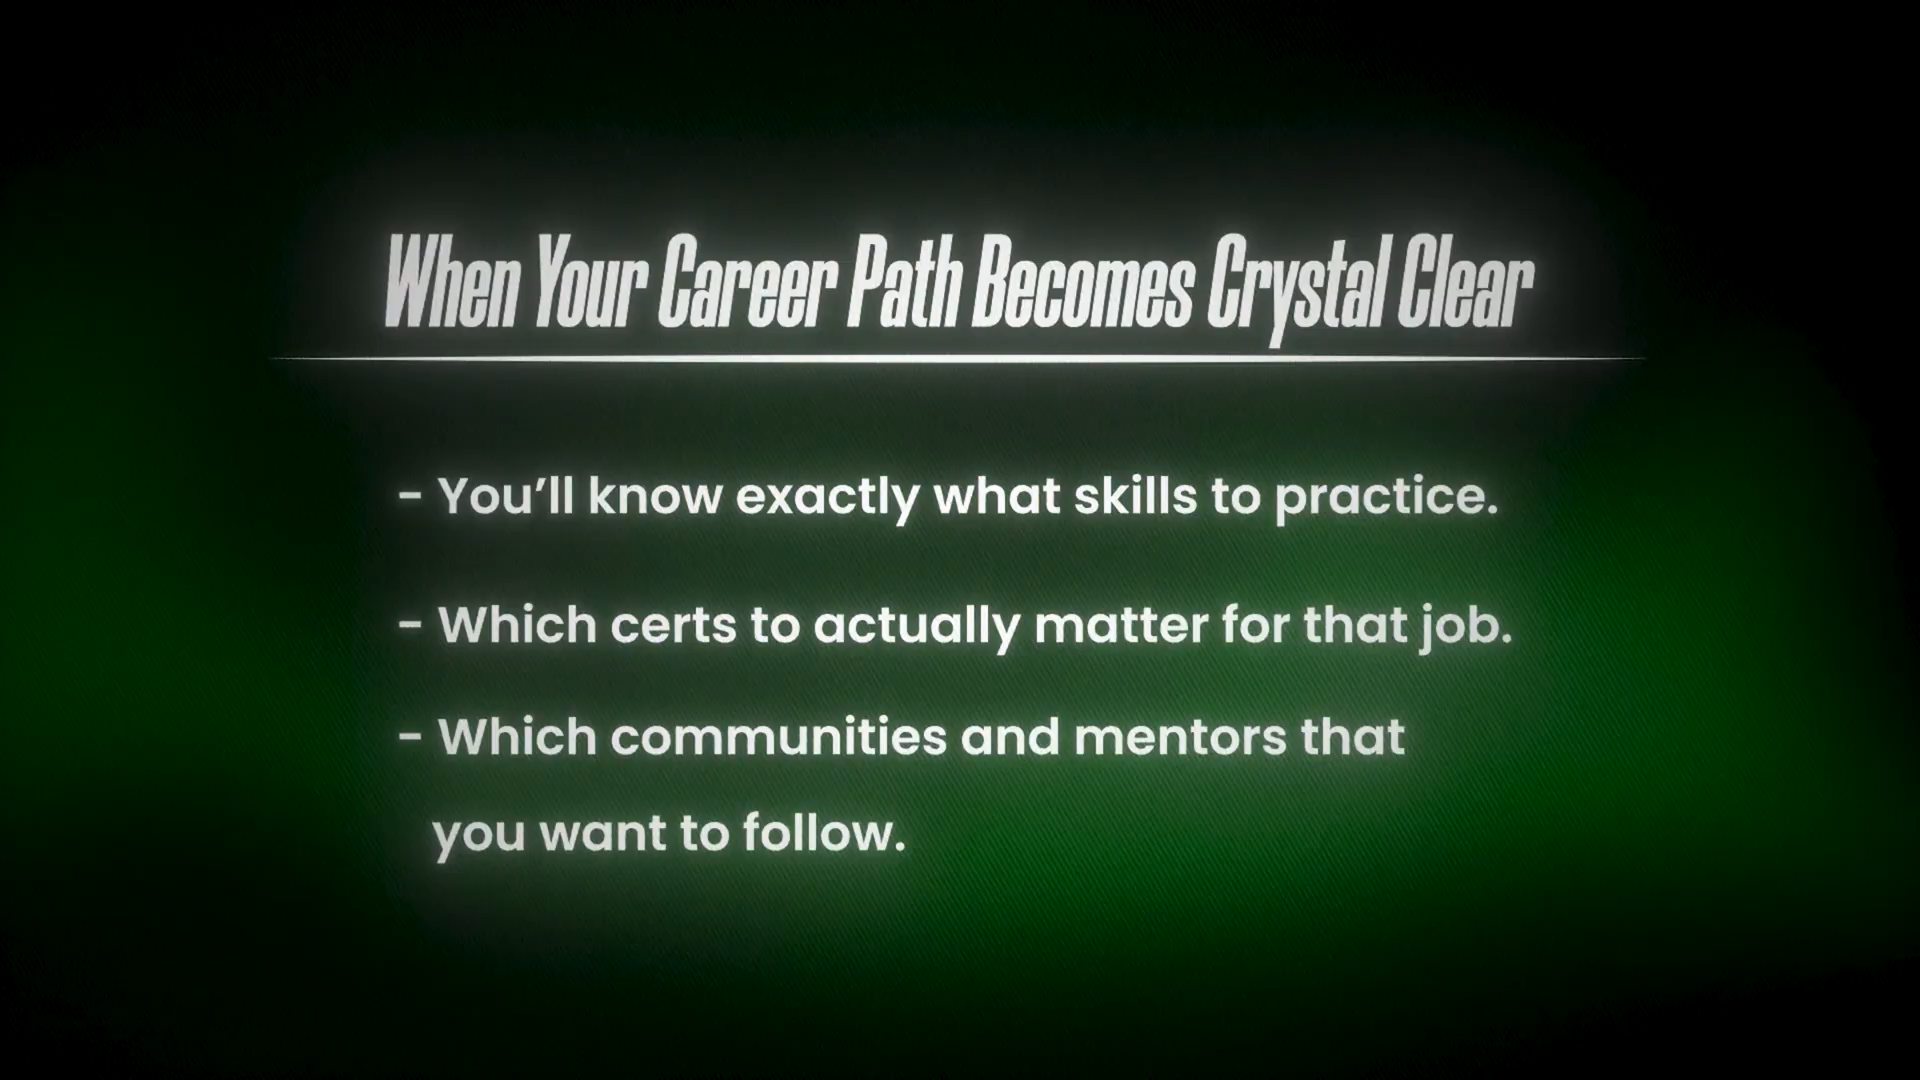 When Your Career Path Becomes Crystal Clear
- You’ll know exactly what skills to practice.
- Which certs to actually matter for that job.
- Which communities and mentors that
you want to follow.